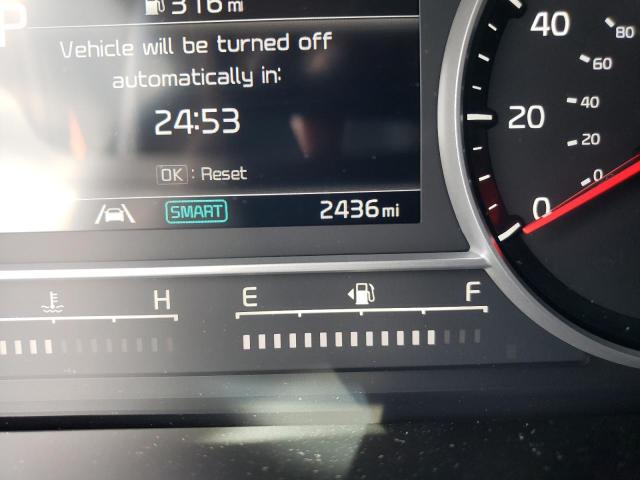 P
316 mi
Vehicle will be turned off
automatically in:
24:53
OK : Reset
SMART
2436 mi
H
E
F
40
20
0
80
60
40
20
0